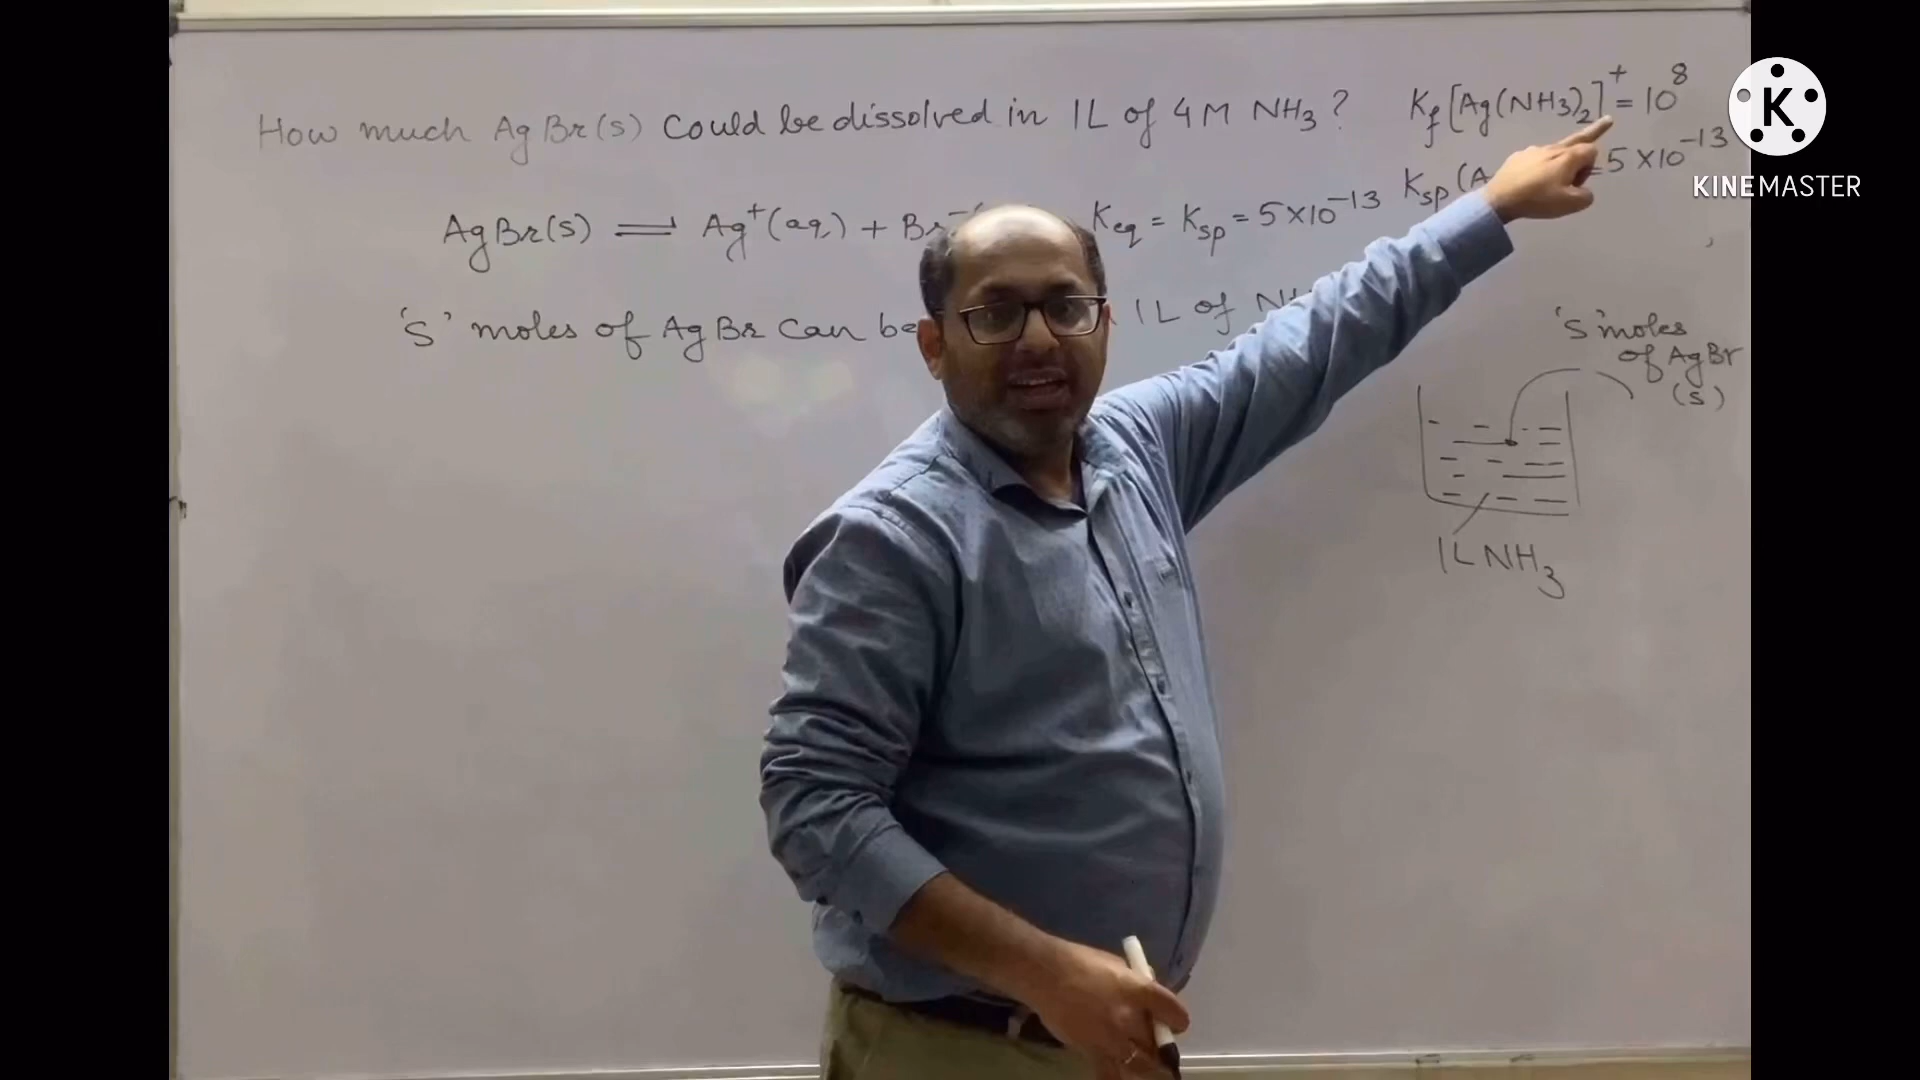 How much AgBr(s) could be dissolved in 1L of 4M NH3?
Kf [Ag(NH3)2]+ = 10^8
Ksp (A =5×10^-13
AgBr(s) ⇌ Ag+(aq) + Br-
Keq = Ksp = 5×10^-13
'S' moles of AgBr can be 1L of
'S' moles
of AgBr
(s)
1L NH3
K
KINEMASTER